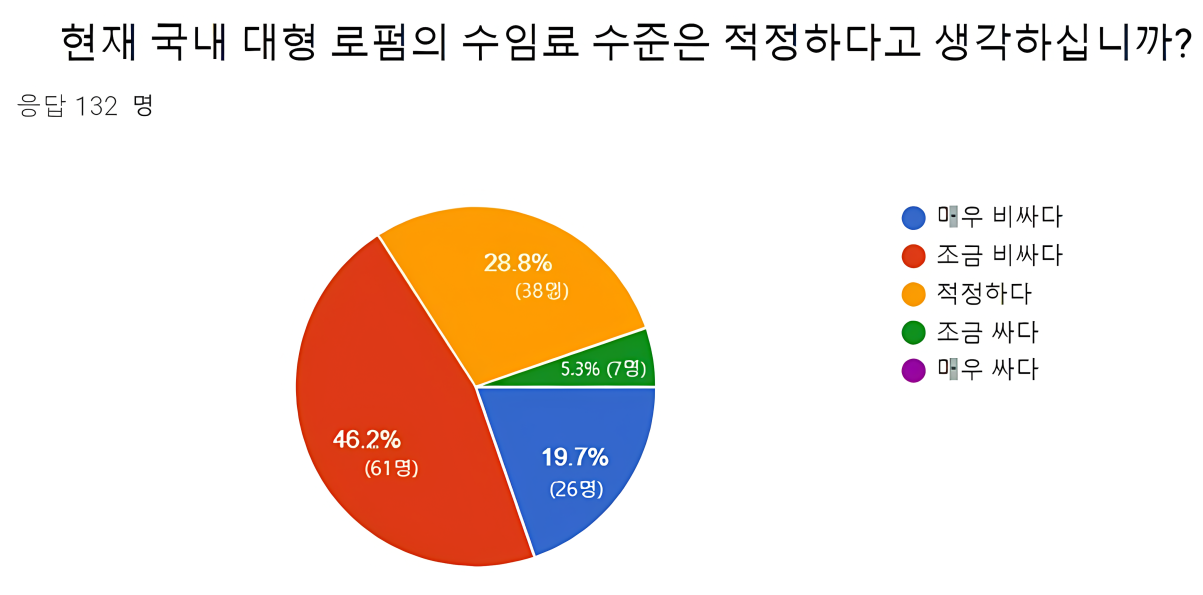 현재 국내 대형 로펌의 수임료 수준은 적정하다고 생각하십니까?
응답 132 명
28.8%
(38명)
5.3% (7명)
46.2%
(61명)
19.7%
(26명)
매우 비싸다
조금 비싸다
적정하다
조금 싸다
매우 싸다